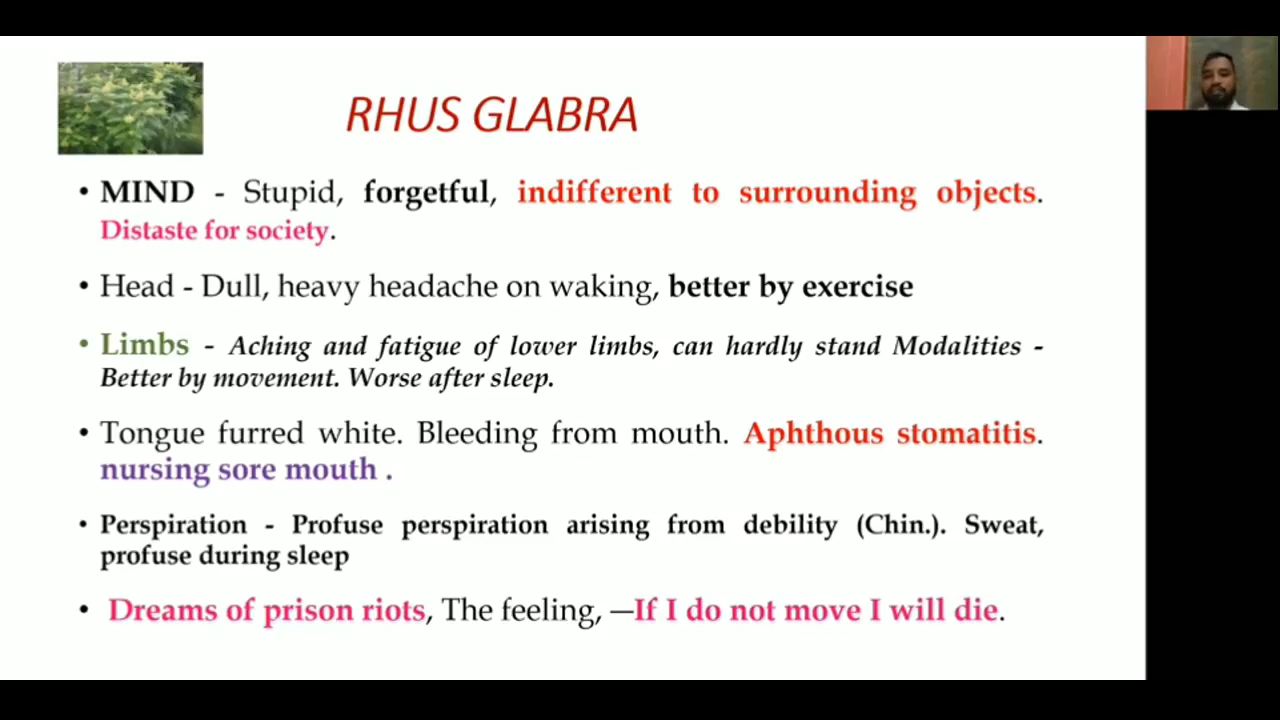 RHUS GLABRA
• MIND - Stupid, forgetful, indifferent to surrounding objects.
Distaste for society.
• Head - Dull, heavy headache on waking, better by exercise
• Limbs - Aching and fatigue of lower limbs, can hardly stand Modalities -
Better by movement. Worse after sleep.
• Tongue furred white. Bleeding from mouth. Aphthous stomatitis.
nursing sore mouth .
• Perspiration - Profuse perspiration arising from debility (Chin.). Sweat,
profuse during sleep
• Dreams of prison riots, The feeling, —If I do not move I will die.